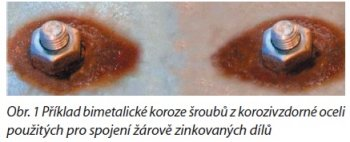 Obr. 1 Příklad bimetalické koroze šroubů z korozivzdorné oceli
použitých pro spojení žárově zinkovaných dílů